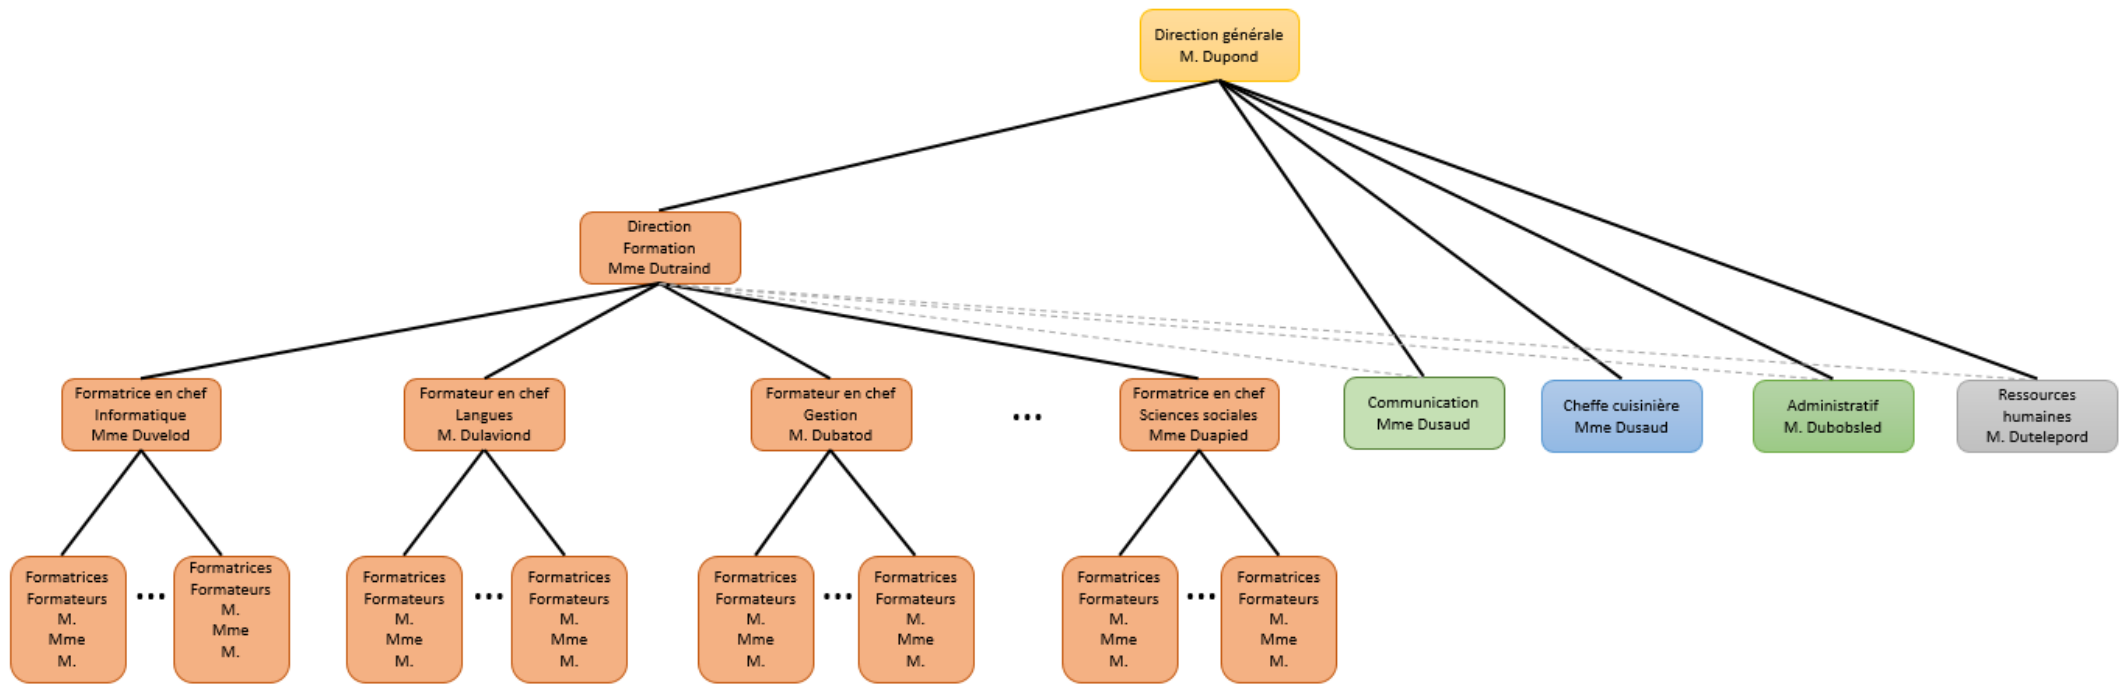 Direction générale
M. Dupond
Direction
Formation
Mme Dutraind
Formatrice en chef
Informatique
Mme Duvelod
Formateur en chef
Langues
M. Dulaviond
Formateur en chef
Gestion
M. Dubatod
...
Formatrice en chef
Sciences sociales
Mme Duapied
Communication
Mme Dusaud
Cheffe cuisinière
Mme Dusaud
Administratif
M. Dubobsled
Ressources
humaines
M. Dutelepord
Formatrices
Formateurs
M.
Mme
M.
...
Formatrices
Formateurs
M.
Mme
M.
Formatrices
Formateurs
M.
Mme
M.
...
Formatrices
Formateurs
M.
Mme
M.
Formatrices
Formateurs
M.
Mme
M.
...
Formatrices
Formateurs
M.
Mme
M.
Formatrices
Formateurs
M.
Mme
M.
...
Formatrices
Formateurs
M.
Mme
M.